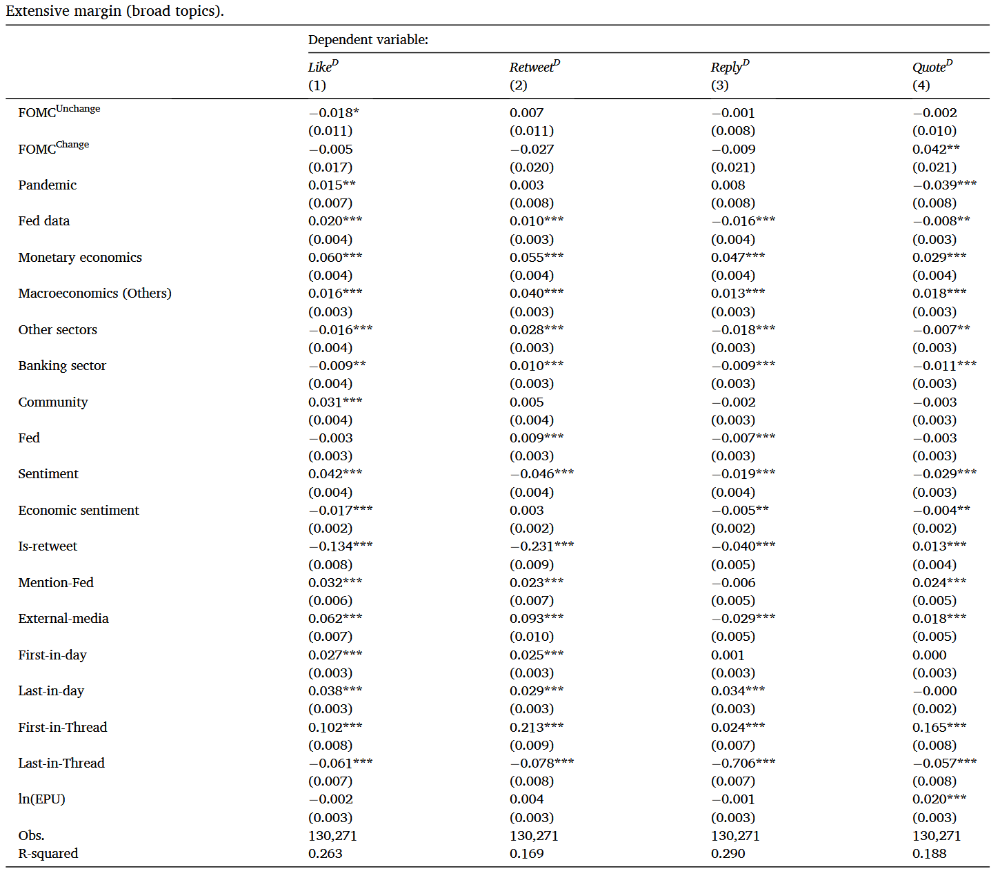 Extensive margin (broad topics).
Dependent variable:
Like^D Retweet^D Reply^D Quote^D
(1) (2) (3) (4)
FOMC^Unchange −0.018* 0.007 −0.001 −0.002
(0.011) (0.011) (0.008) (0.010)
FOMC^Change −0.005 −0.027 −0.009 0.042**
(0.017) (0.020) (0.021) (0.021)
Pandemic 0.015** 0.003 0.008 −0.039***
(0.007) (0.008) (0.008) (0.008)
Fed data 0.020*** 0.010*** −0.016*** −0.008**
(0.004) (0.003) (0.004) (0.003)
Monetary economics 0.060*** 0.055*** 0.047*** 0.029***
(0.004) (0.004) (0.004) (0.004)
Macroeconomics (Others) 0.016*** 0.040*** 0.013*** 0.018***
(0.003) (0.003) (0.003) (0.003)
Other sectors −0.016*** 0.028*** −0.018*** −0.007**
(0.004) (0.003) (0.003) (0.003)
Banking sector −0.009** 0.010*** −0.009*** −0.011***
(0.004) (0.003) (0.003) (0.003)
Community 0.031*** 0.005 −0.002 −0.003
(0.004) (0.004) (0.003) (0.003)
Fed −0.003 0.009*** −0.007*** −0.003
(0.003) (0.003) (0.003) (0.003)
Sentiment 0.042*** −0.046*** −0.019*** −0.029***
(0.004) (0.004) (0.004) (0.003)
Economic sentiment −0.017*** 0.003 −0.005** −0.004**
(0.002) (0.002) (0.002) (0.002)
Is-retweet −0.134*** −0.231*** −0.040*** 0.013***
(0.008) (0.009) (0.005) (0.004)
Mention-Fed 0.032*** 0.023*** −0.006 0.024***
(0.006) (0.007) (0.005) (0.005)
External-media 0.062*** 0.093*** −0.029*** 0.018***
(0.007) (0.010) (0.005) (0.005)
First-in-day 0.027*** 0.025*** 0.001 0.000
(0.003) (0.003) (0.003) (0.003)
Last-in-day 0.038*** 0.029*** 0.034*** −0.000
(0.003) (0.003) (0.003) (0.002)
First-in-Thread 0.102*** 0.213*** 0.024*** 0.165***
(0.008) (0.009) (0.007) (0.008)
Last-in-Thread −0.061*** −0.078*** −0.706*** −0.057***
(0.007) (0.008) (0.007) (0.008)
ln(EPU) −0.002 0.004 −0.001 0.020***
(0.003) (0.003) (0.003) (0.003)
Obs. 130,271 130,271 130,271 130,271
R-squared 0.263 0.169 0.290 0.188